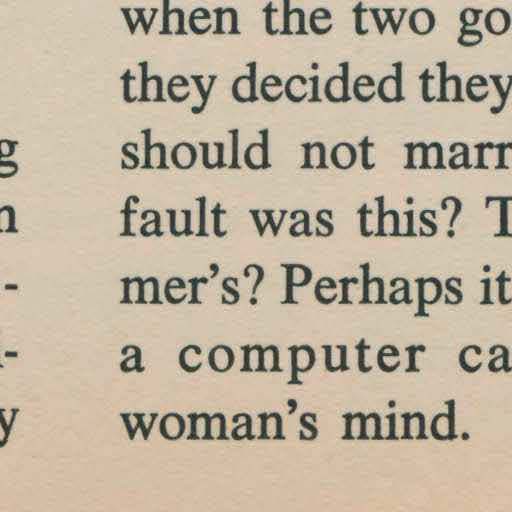 g
n
-
-
y
when the two go
they decided they
should not marr
fault was this? T
mer's? Perhaps it
a computer ca
woman's mind.